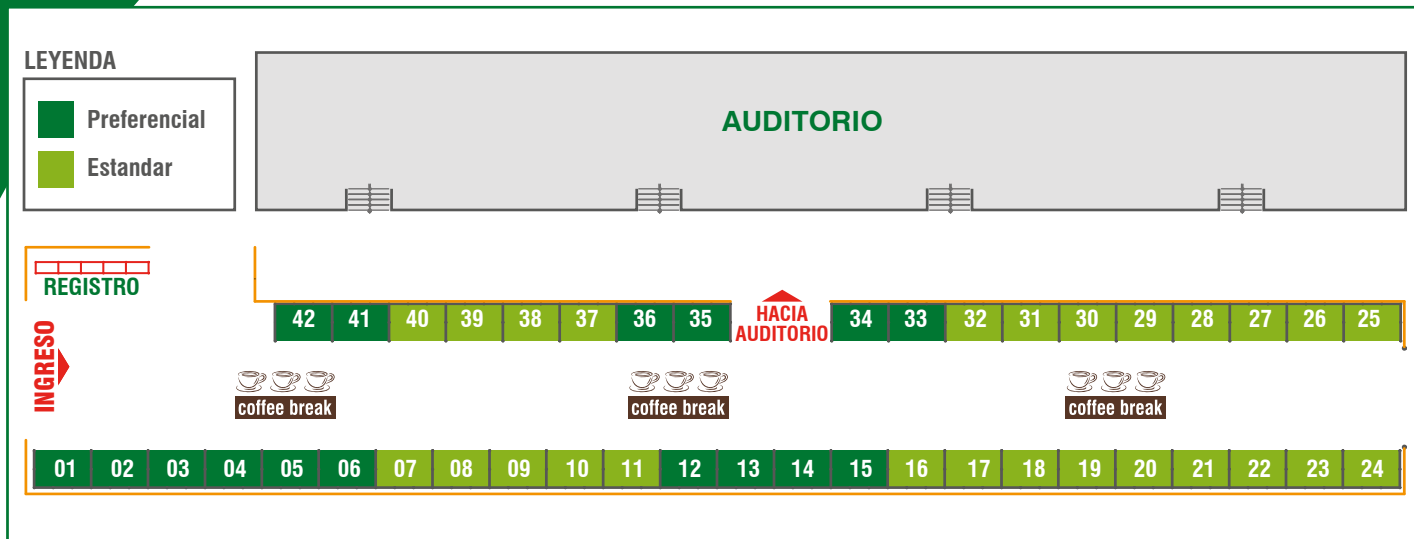 LEYENDA
Preferencial
Estandar
AUDITORIO
REGISTRO
INGRESO
42 41 40 39 38 37 36 35
HACIA
AUDITORIO
34 33 32 31 30 29 28 27 26 25
coffee break
coffee break
coffee break
01 02 03 04 05 06 07 08 09 10 11 12 13 14 15 16 17 18 19 20 21 22 23 24